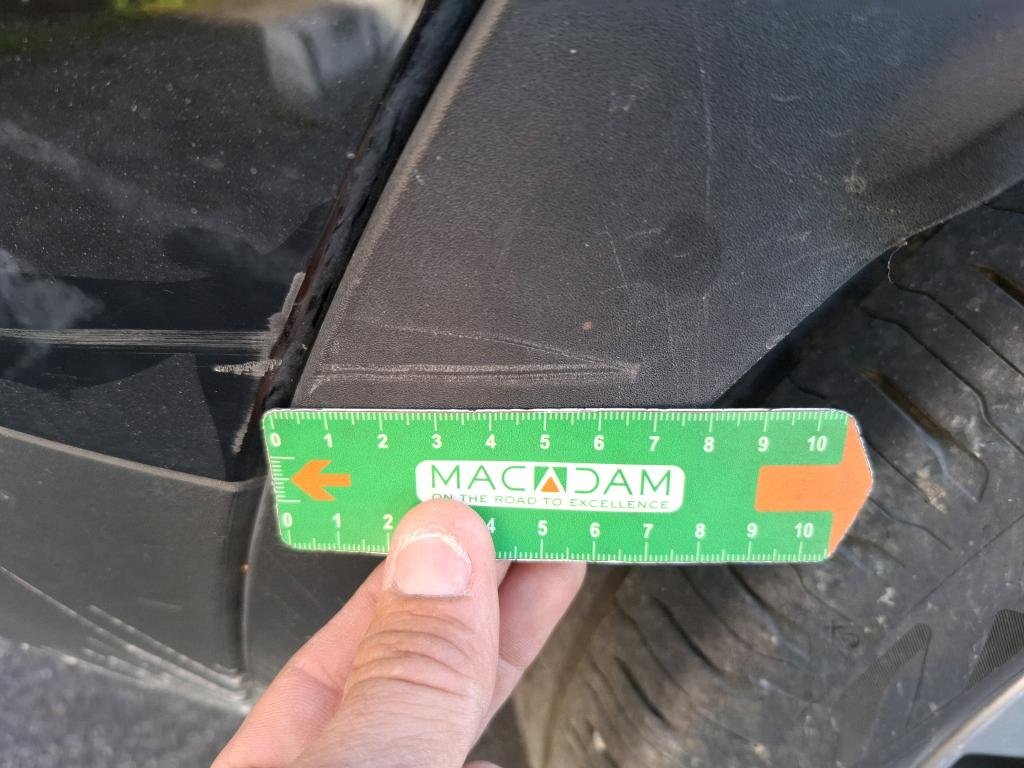 0 1 2 3 4 5 6 7 8 9 10
MACADAM
ON THE ROAD TO EXCELLENCE
0 1 2 4 5 6 7 8 9 10